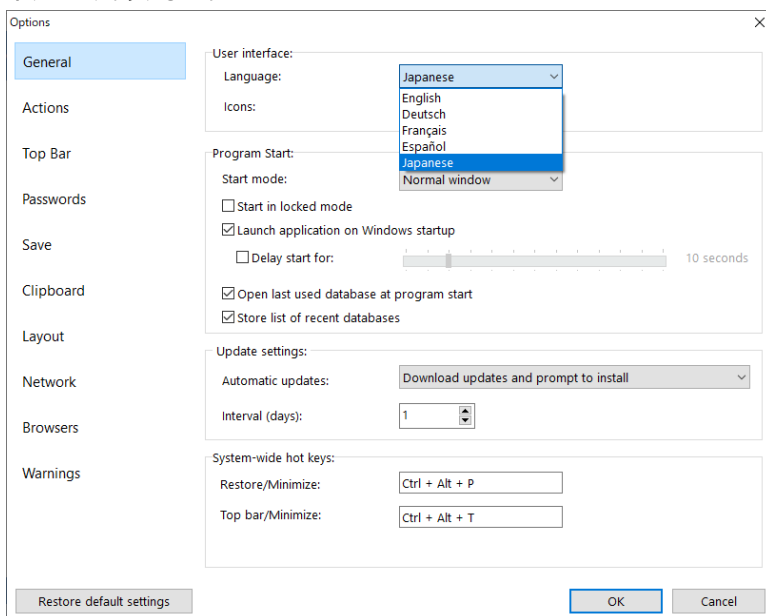 Options
General
Actions
Top Bar
Passwords
Save
Clipboard
Layout
Network
Browsers
Warnings
User interface:
Language: Japanese
English
Deutsch
Français
Español
Japanese
Icons:
Program Start:
Start mode: Normal window
Start in locked mode
Launch application on Windows startup
Delay start for: 10 seconds
Open last used database at program start
Store list of recent databases
Update settings:
Automatic updates: Download updates and prompt to install
Interval (days): 1
System-wide hot keys:
Restore/Minimize: Ctrl + Alt + P
Top bar/Minimize: Ctrl + Alt + T
Restore default settings
OK
Cancel